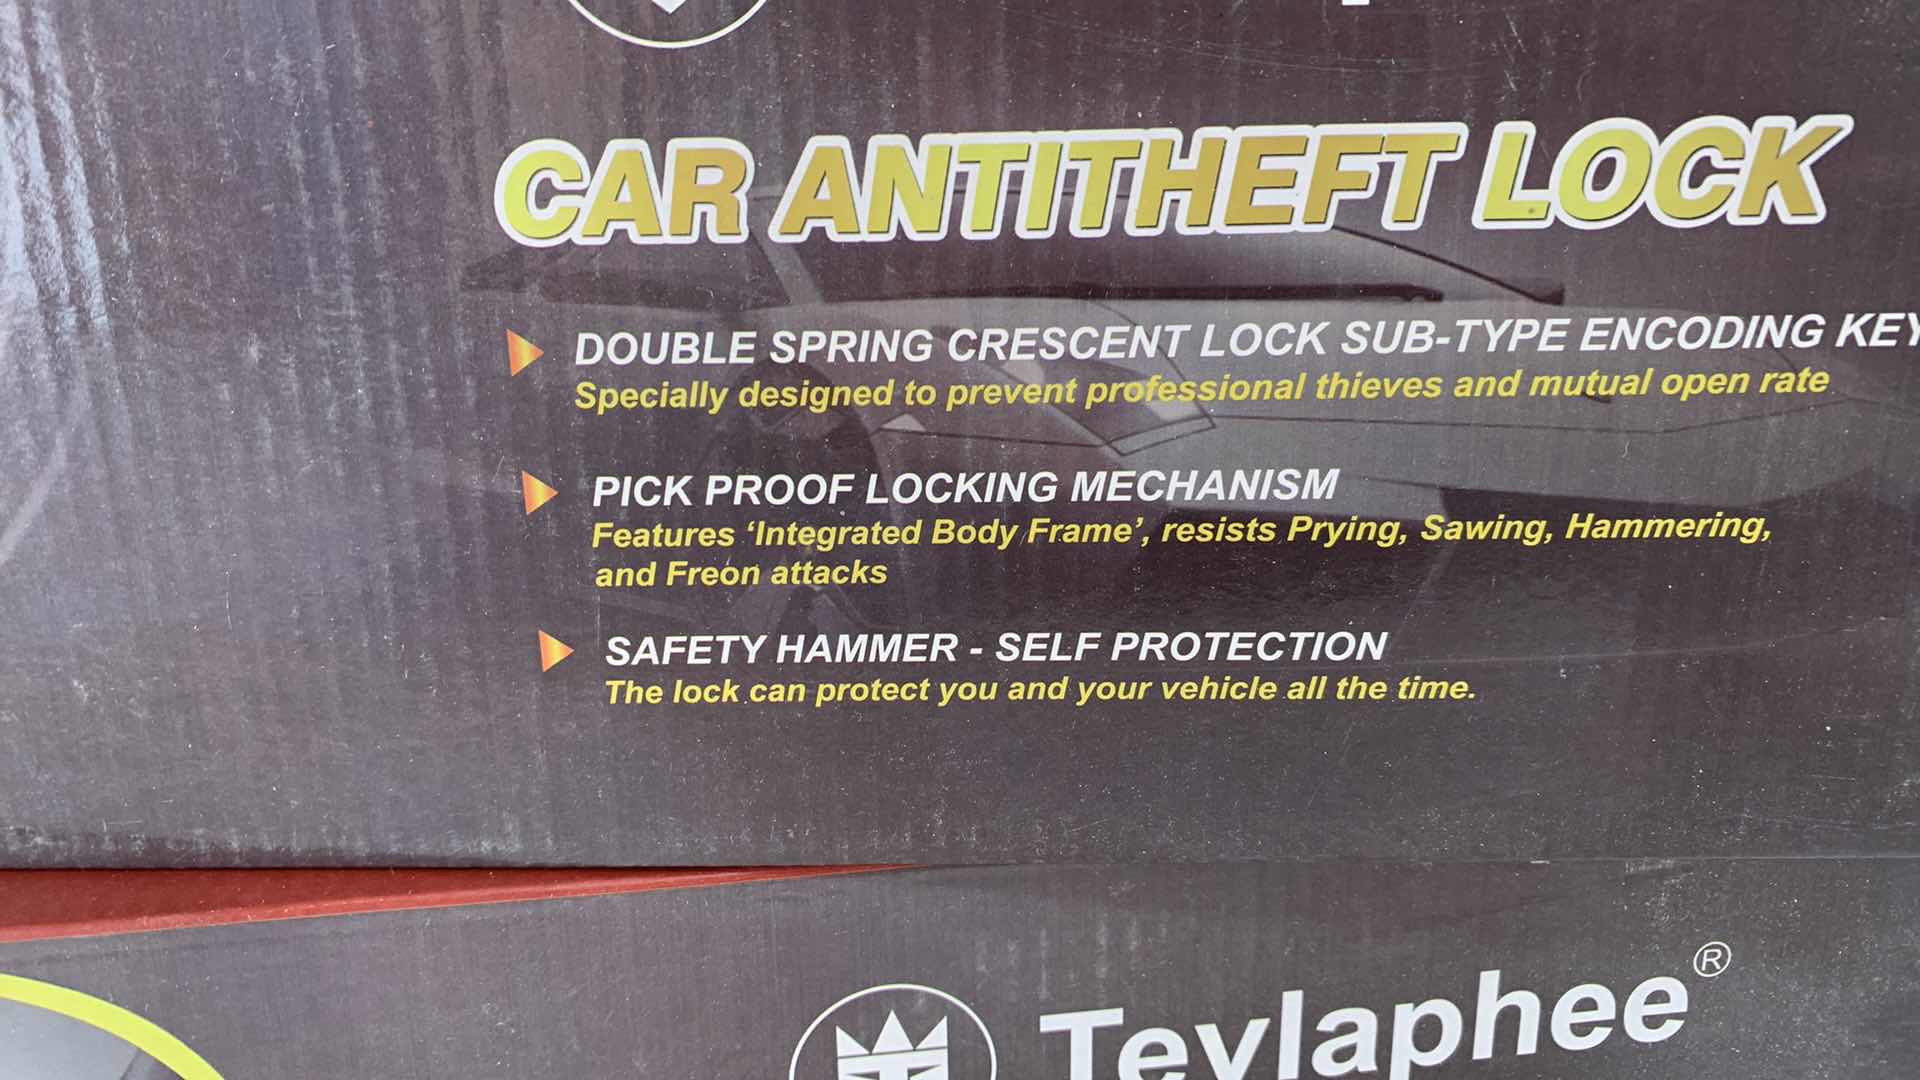 CAR ANTITHEFT LOCK
DOUBLE SPRING CRESCENT LOCK SUB-TYPE ENCODING KEY
Specially designed to prevent professional thieves and mutual open rate
PICK PROOF LOCKING MECHANISM
Features ‘Integrated Body Frame’, resists Prying, Sawing, Hammering,
and Freon attacks
SAFETY HAMMER - SELF PROTECTION
The lock can protect you and your vehicle all the time.
Tevlaphee®